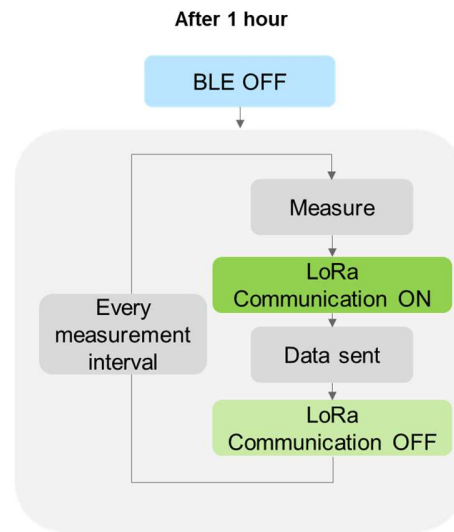 After 1 hour
BLE OFF
Measure
LoRa
Communication ON
Every
measurement
interval
Data sent
LoRa
Communication OFF